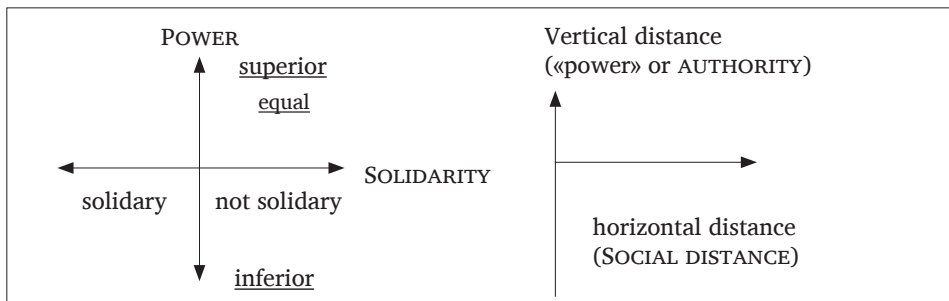 POWER
superior
equal
SOLIDARITY
solidary
not solidary
inferior
Vertical distance
(«power» or AUTHORITY)
horizontal distance
(SOCIAL DISTANCE)